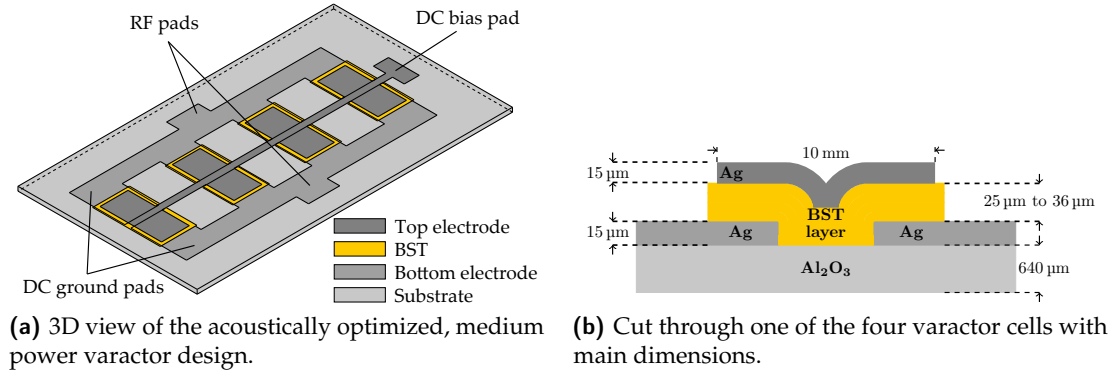 RF pads
DC bias pad
DC ground pads
Top electrode
BST
Bottom electrode
Substrate
(a) 3D view of the acoustically optimized, medium
power varactor design.
10 mm
15 µm
Ag
25 µm to 36 µm
BST
layer
15 µm
Ag
Ag
Al₂O₃
640 µm
(b) Cut through one of the four varactor cells with
main dimensions.